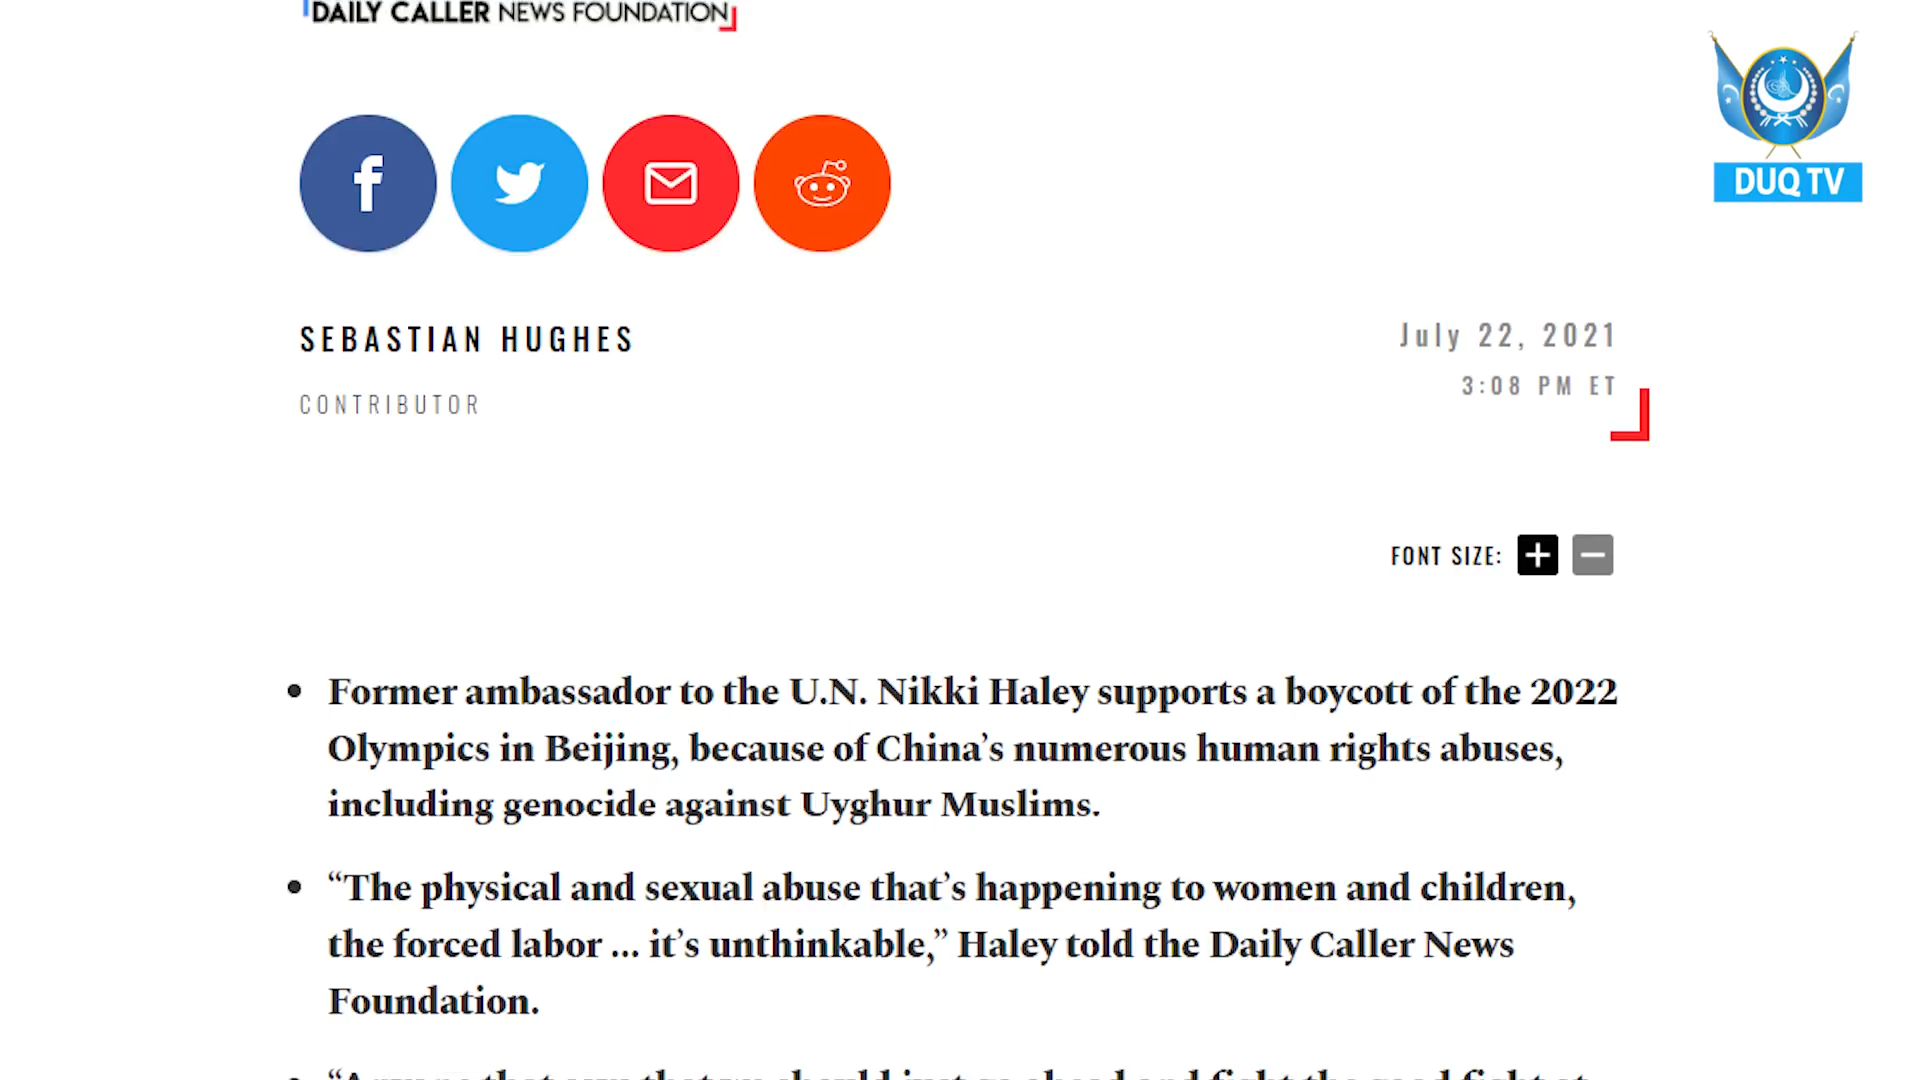 DAILY CALLER NEWS FOUNDATION
DUQ TV
SEBASTIAN HUGHES
July 22, 2021
CONTRIBUTOR
3:08 PM ET
FONT SIZE:
Former ambassador to the U.N. Nikki Haley supports a boycott of the 2022
Olympics in Beijing, because of China’s numerous human rights abuses,
including genocide against Uyghur Muslims.
“The physical and sexual abuse that’s happening to women and children,
the forced labor … it’s unthinkable,” Haley told the Daily Caller News
Foundation.